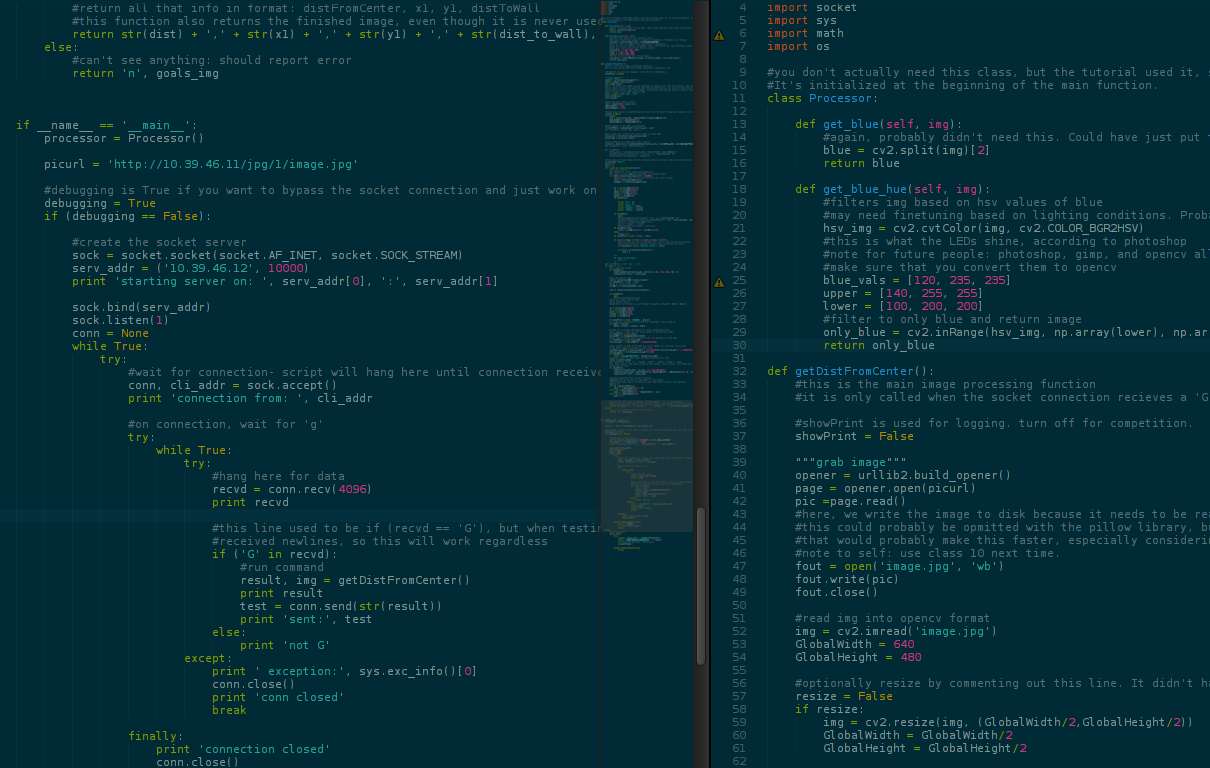 #return all that info in format: distFromCenter, x1, y1, distToWall
#this function also returns the finished image, even though it is never used
return str(dist) + ',' + str(x1) + ',' + str(y1) + ',' + str(dist_to_wall),
else:
#can't see anything; should report error
return 'n', goals_img
if __name__ == '__main__':
processor = Processor()
picurl = 'http://10.39.46.11/jpg/1/image.jpg'
#debugging is True if you want to bypass the socket connection and just work on
debugging = True
if (debugging == False):
#create the socket server
sock = socket.socket(socket.AF_INET, socket.SOCK_STREAM)
serv_addr = ('10.39.46.12', 10000)
print 'starting server on: ', serv_addr[0], ':', serv_addr[1]
sock.bind(serv_addr)
sock.listen(1)
conn = None
while True:
try:
#wait for connection- script will hang here until connection receive
conn, cli_addr = sock.accept()
print 'connection from: ', cli_addr
#on connection, wait for 'g'
try:
while True:
try:
#hang here for data
recvd = conn.recv(4096)
print recvd
#this line used to be if (recvd == 'G'), but when testin
#received newlines, so this will work regardless
if ('G' in recvd):
#run command
result, img = getDistFromCenter()
print result
test = conn.send(str(result))
print 'sent:', test
else:
print 'not G'
except:
print ' exception:', sys.exc_info()[0]
conn.close()
print 'conn closed'
break
finally:
print 'connection closed'
conn.close()
4 import socket
5 import sys
6 import math
7 import os
8
9 #you don't actually need this class, but the tutorial used it,
10 #It's initialized at the beginning of the main function.
11 class Processor:
12
13 def get_blue(self, img):
14 #again, probably didn't need this. Could have just put
15 blue = cv2.split(img)[2]
16 return blue
17
18 def get_blue_hue(self, img):
19 #filters img based on hsv values of blue
20 #may need finetuning based on lighting conditions. Proba
21 hsv_img = cv2.cvtColor(img, cv2.COLOR_BGR2HSV)
22 #this is what the LEDs shine, according to photoshop
23 #note for future people: photoshop, gimp, and opencv al
24 #make sure that you convert them to opencv
25 blue_vals = [120, 235, 235]
26 upper = [140, 255, 255]
27 lower = [100, 200, 200]
28 #filter to only blue and return image
29 only_blue = cv2.inRange(hsv_img, np.array(lower), np.ar
30 return only_blue
31
32 def getDistFromCenter():
33 #this is the main image processing function
34 #it is only called when the socket connection recieves a 'G
35
36 #showPrint is used for logging. turn off for competition.
37 showPrint = False
38
39 """grab image"""
40 opener = urllib2.build_opener()
41 page = opener.open(picurl)
42 pic =page.read()
43 #here, we write the image to disk because it needs to be rea
44 #this could probably be opmitted with the pillow library, bu
45 #that would probably make this faster, especially considerin
46 #note to self: use class 10 next time.
47 fout = open('image.jpg', 'wb')
48 fout.write(pic)
49 fout.close()
50
51 #read img into opencv format
52 img = cv2.imread('image.jpg')
53 GlobalWidth = 640
54 GlobalHeight = 480
55
56 #optionally resize by commenting out this line. It didn't h
57 resize = False
58 if resize:
59 img = cv2.resize(img, (GlobalWidth/2,GlobalHeight/2))
60 GlobalWidth = GlobalWidth/2
61 GlobalHeight = GlobalHeight/2
62